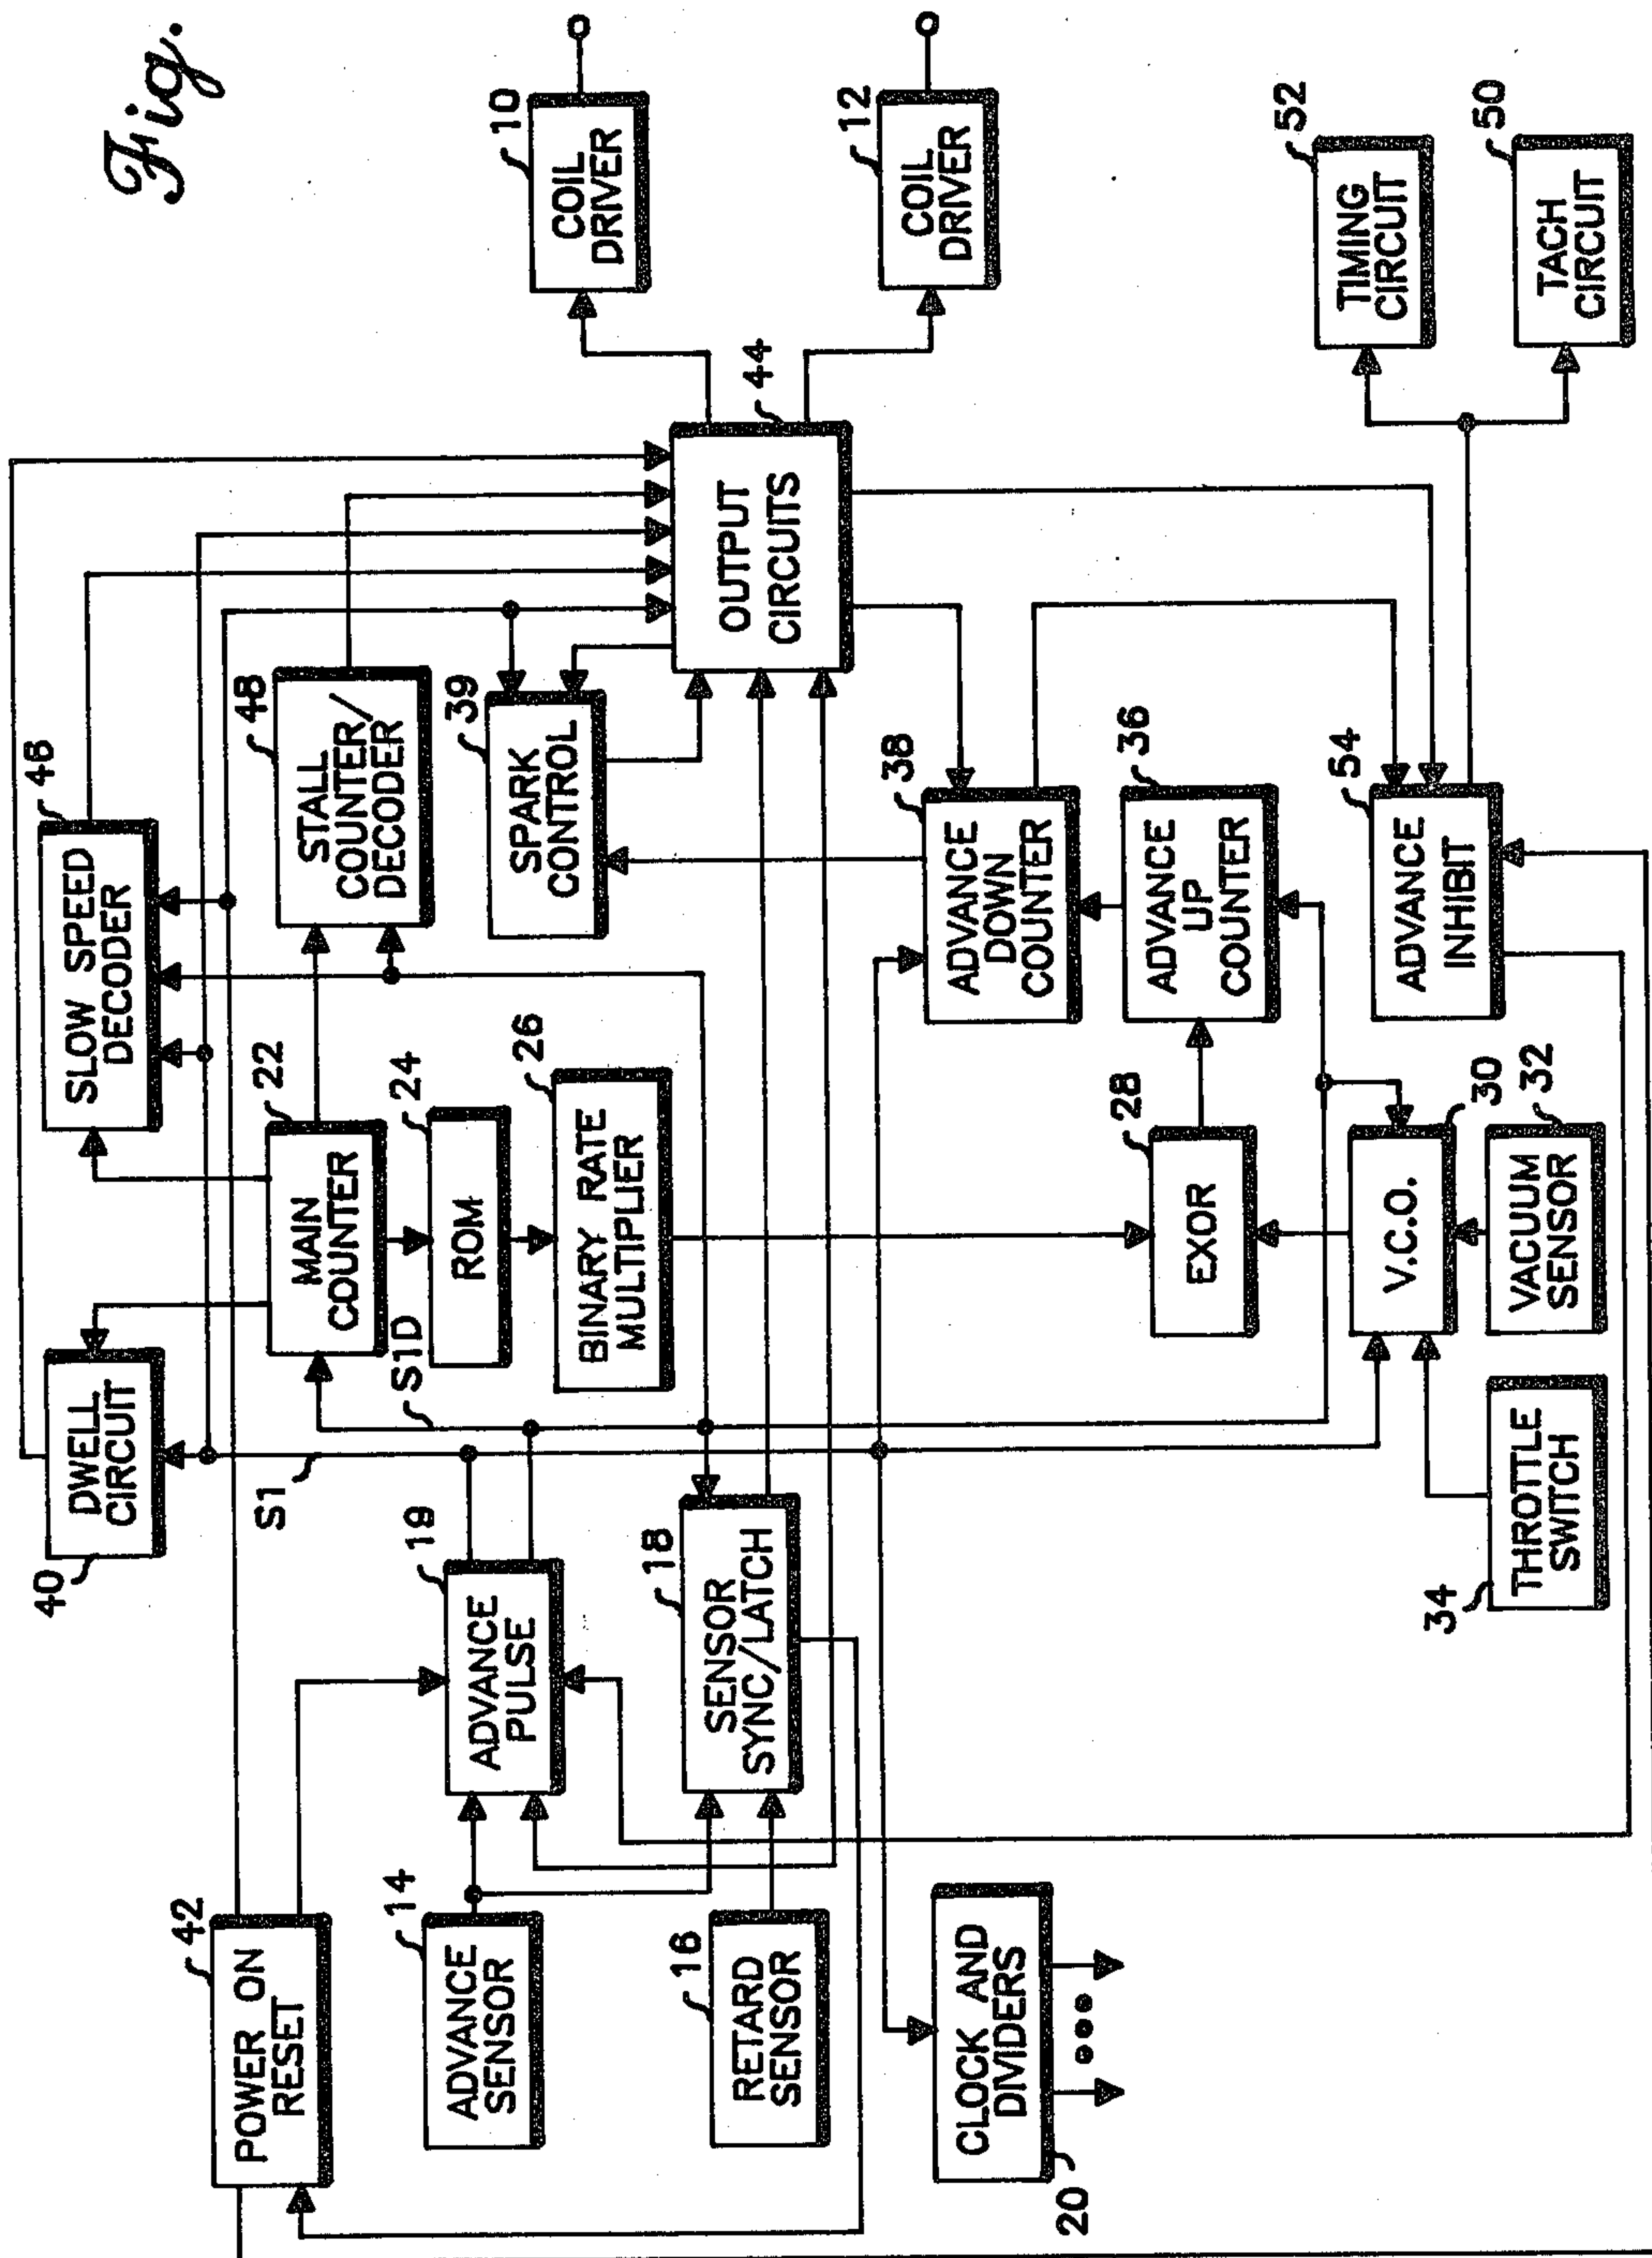 Fig.
40
DWELL
CIRCUIT
SLOW SPEED
DECODER
46
42
POWER ON
RESET
S1
MAIN
COUNTER
22
STALL
COUNTER/
DECODER
48
S1D
14
ADVANCE
SENSOR
19
ADVANCE
PULSE
ROM
24
39
SPARK
CONTROL
10
COIL
DRIVER
BINARY RATE
MULTIPLIER
26
16
RETARD
SENSOR
18
SENSOR
SYNC/LATCH
OUTPUT
CIRCUITS
44
12
COIL
DRIVER
20
CLOCK AND
DIVIDERS
38
ADVANCE
DOWN
COUNTER
28
EXOR
36
ADVANCE
UP
COUNTER
V.C.O.
30
54
ADVANCE
INHIBIT
52
TIMING
CIRCUIT
34
THROTTLE
SWITCH
32
VACUUM
SENSOR
50
TACH
CIRCUIT